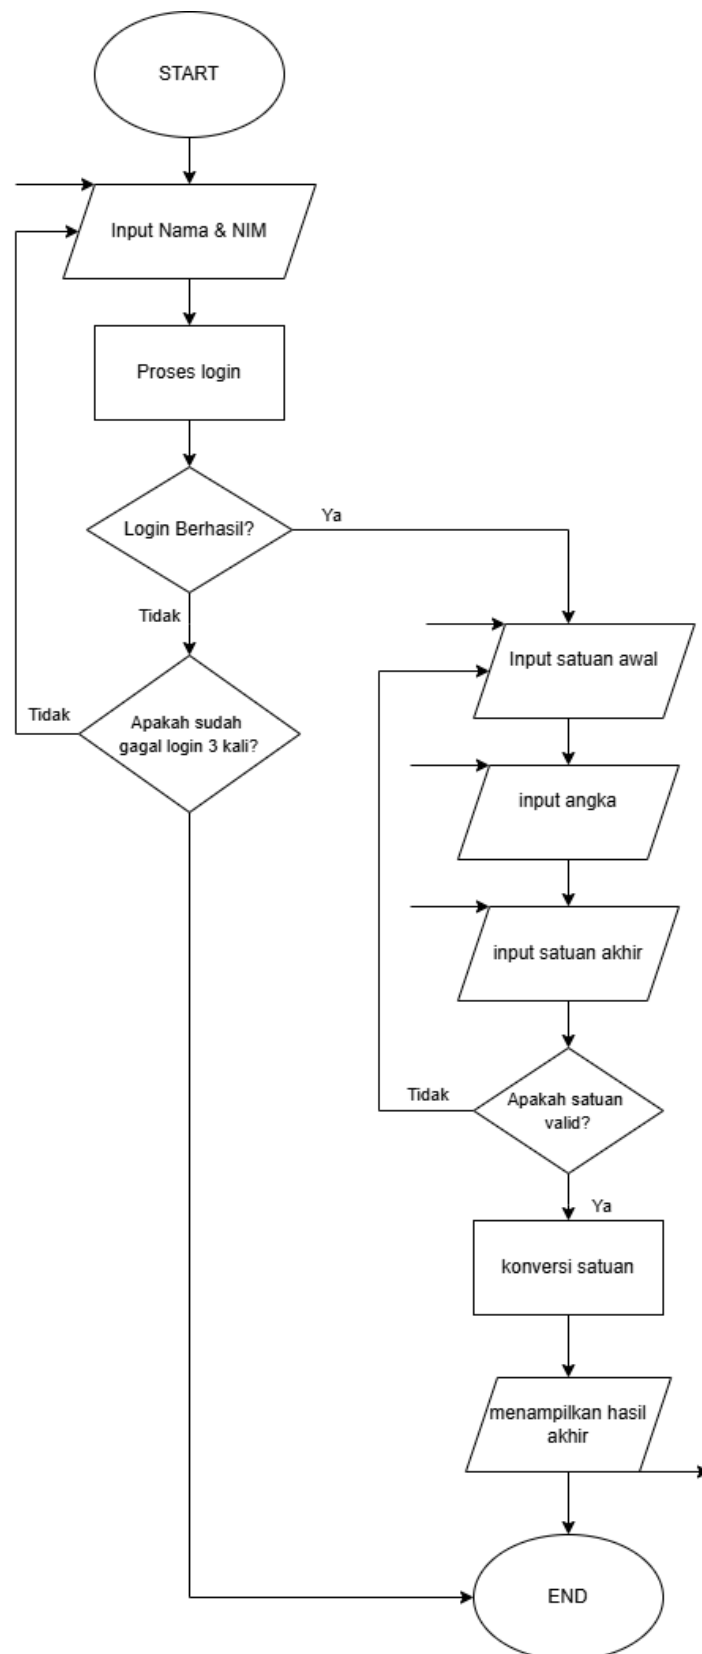 START
Input Nama & NIM
Proses login
Login Berhasil?
Ya
Tidak
Apakah sudah
gagal login 3 kali?
Tidak
Input satuan awal
input angka
input satuan akhir
Apakah satuan
valid?
Tidak
Ya
konversi satuan
menampilkan hasil
akhir
END